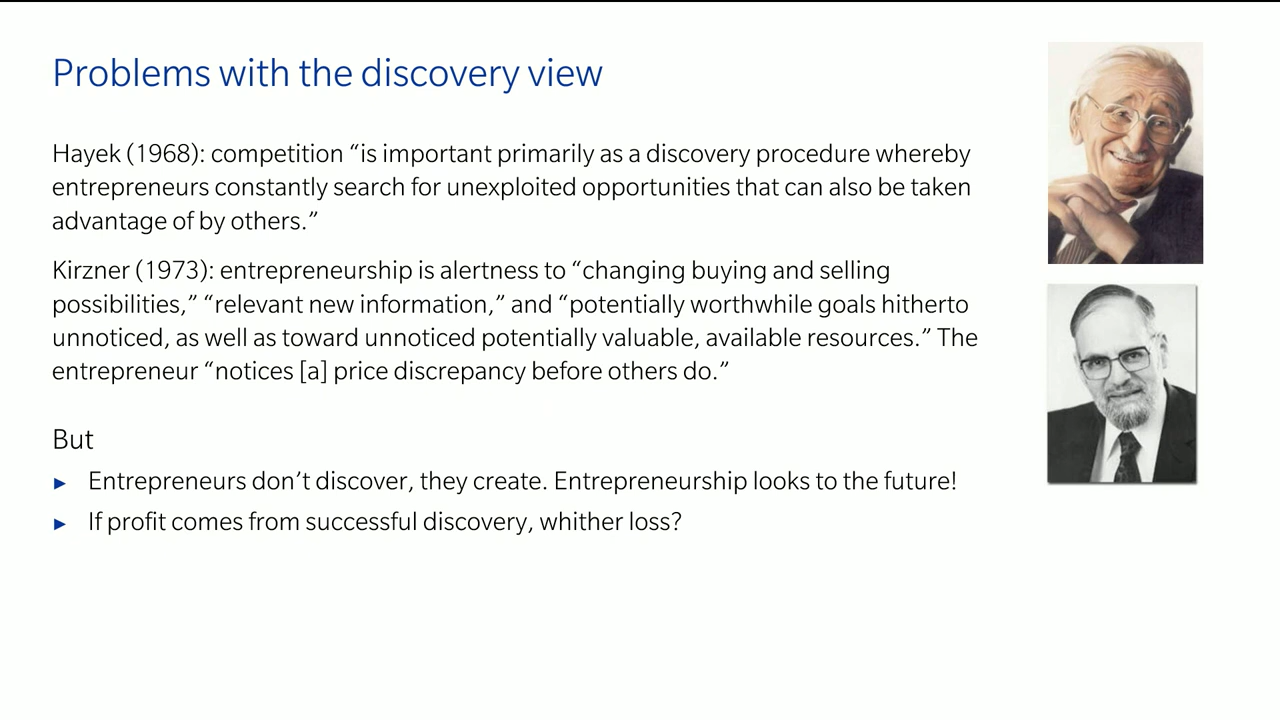 Problems with the discovery view
Hayek (1968): competition “is important primarily as a discovery procedure whereby
entrepreneurs constantly search for unexploited opportunities that can also be taken
advantage of by others.”
Kirzner (1973): entrepreneurship is alertness to “changing buying and selling
possibilities,” “relevant new information,” and “potentially worthwhile goals hitherto
unnoticed, as well as toward unnoticed potentially valuable, available resources.” The
entrepreneur “notices [a] price discrepancy before others do.”
But
► Entrepreneurs don’t discover, they create. Entrepreneurship looks to the future!
► If profit comes from successful discovery, whither loss?